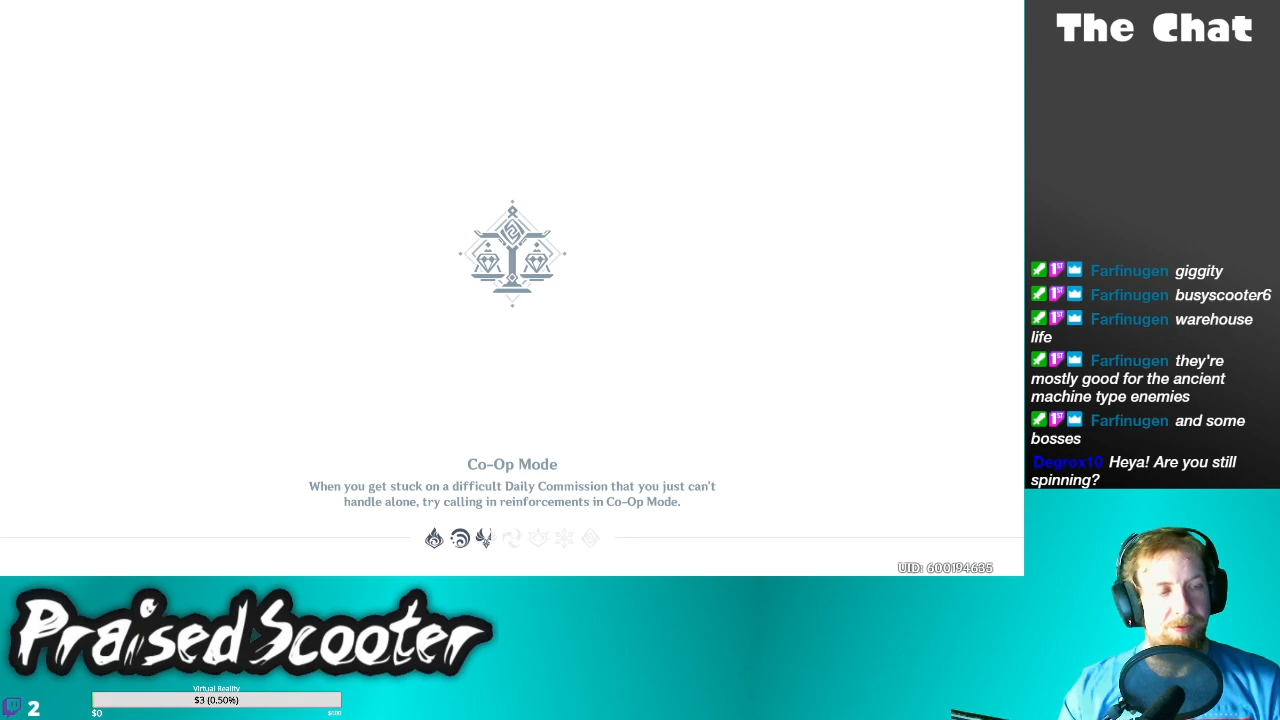 The Chat
Farfinugen giggity
Farfinugen busyscooter6
Farfinugen warehouse
life
Farfinugen they're
mostly good for the ancient
machine type enemies
Farfinugen and some
bosses
Degrox10 Heya! Are you still
spinning?
Co-Op Mode
When you get stuck on a difficult Daily Commission that you just can't
handle alone, try calling in reinforcements in Co-Op Mode.
UID: 600194635
PraisedScooter
Virtual Reality
$3 (0.50%)
2
$0